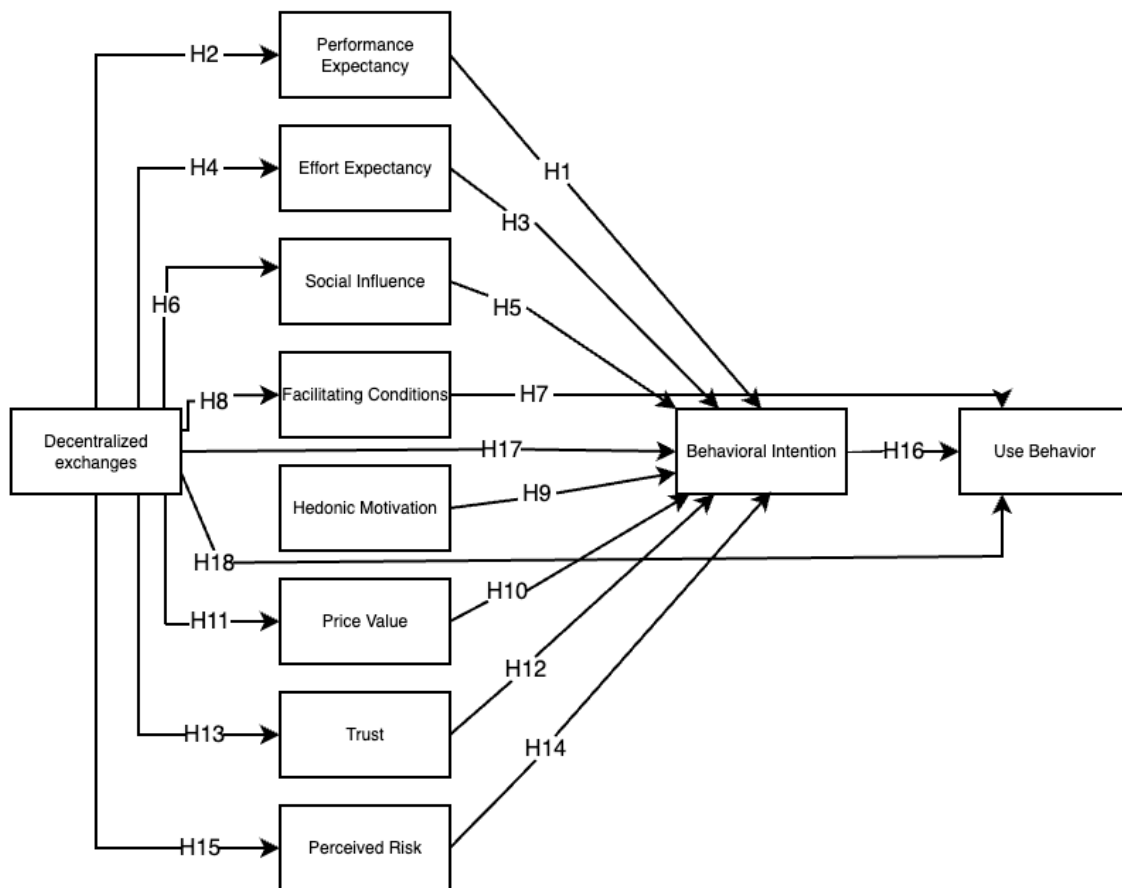 Performance
Expectancy
H2
H1
Effort Expectancy
H4
H3
Social Influence
H6
H5
Facilitating Conditions
H8
H7
Decentralized
exchanges
H17
Behavioral Intention
H16
Use Behavior
Hedonic Motivation
H9
H18
H10
H11
Price Value
H12
H13
Trust
H14
H15
Perceived Risk